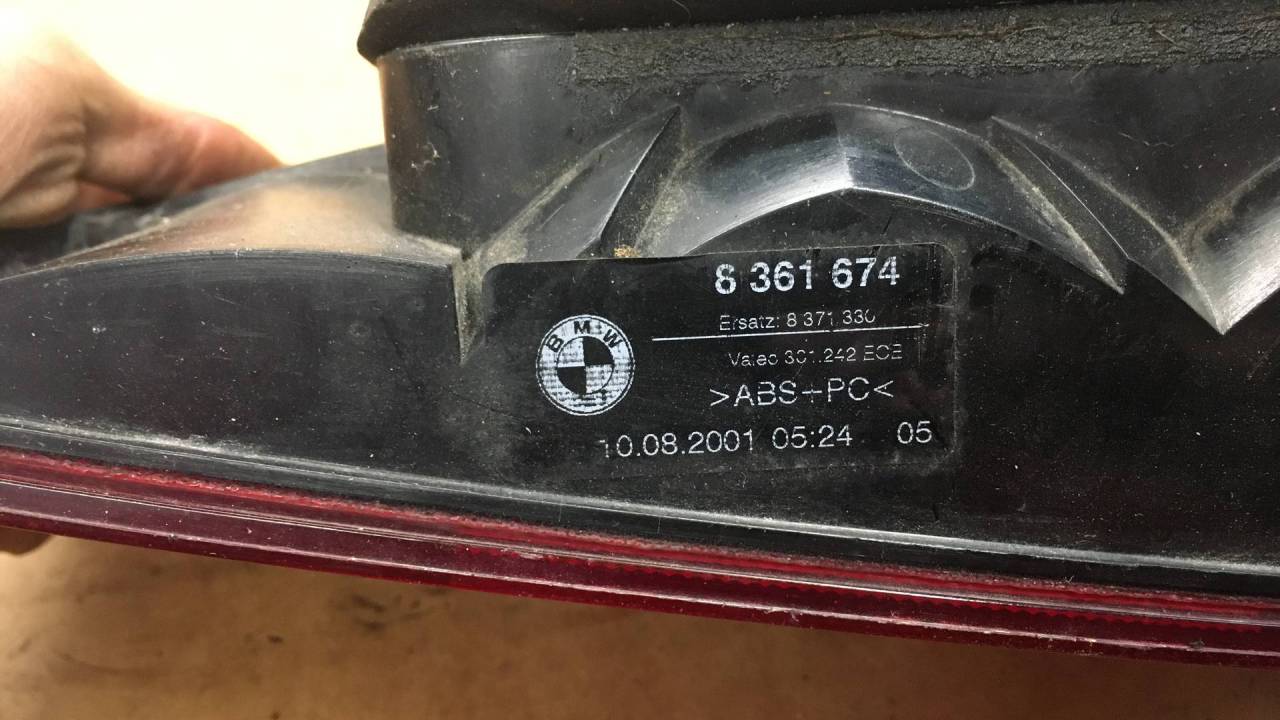 8 361 674
Ersatz: 8 371 330
BMW
Valeo 301.242 ECE
>ABS+PC<
10.08.2001 05:24 05